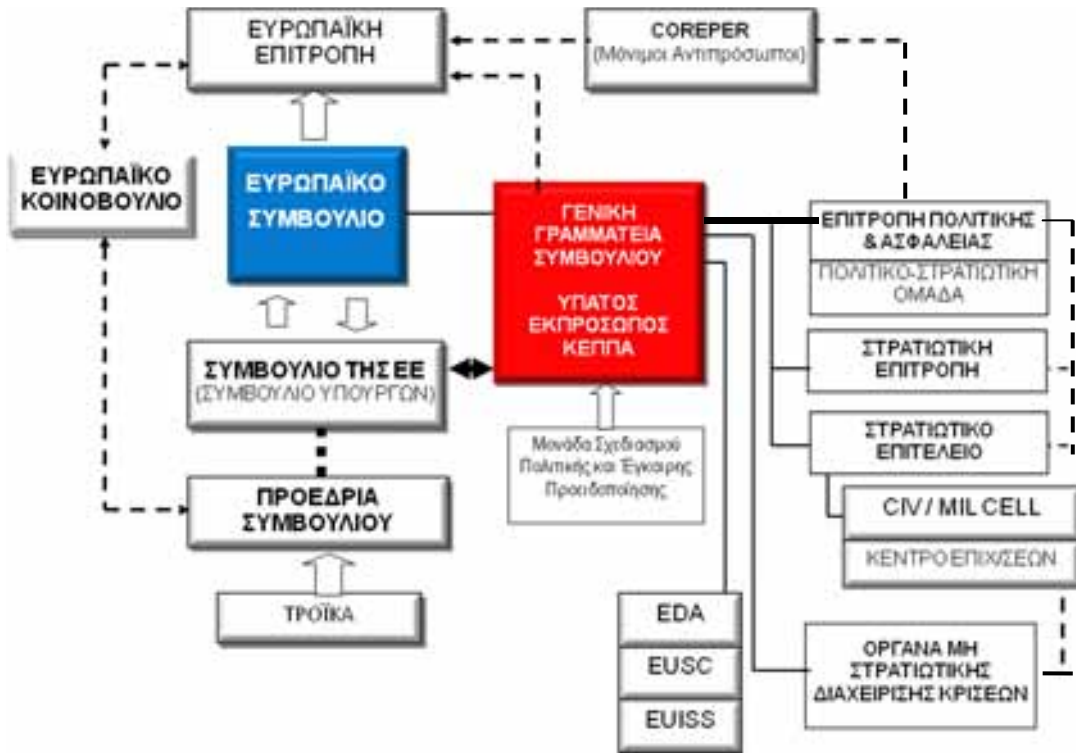 ΕΥΡΩΠΑΪΚΗ
ΕΠΙΤΡΟΠΗ
COREPER
(Μόνιμοι Αντιπρόσωποι)
ΕΥΡΩΠΑΪΚΟ
ΚΟΙΝΟΒΟΥΛΙΟ
ΕΥΡΩΠΑΪΚΟ
ΣΥΜΒΟΥΛΙΟ
ΓΕΝΙΚΗ
ΓΡΑΜΜΑΤΕΙΑ
ΣΥΜΒΟΥΛΙΟΥ
ΥΠΑΤΟΣ
ΕΚΠΡΟΣΩΠΟΣ
ΚΕΠΠΑ
ΕΠΙΤΡΟΠΗ ΠΟΛΙΤΙΚΗΣ
& ΑΣΦΑΛΕΙΑΣ
ΠΟΛΙΤΙΚΟ-ΣΤΡΑΤΙΩΤΙΚΗ
ΟΜΑΔΑ
ΣΥΜΒΟΥΛΙΟ ΤΗΣ ΕΕ
(ΣΥΜΒΟΥΛΙΟ ΥΠΟΥΡΓΩΝ)
ΣΤΡΑΤΙΩΤΙΚΗ
ΕΠΙΤΡΟΠΗ
Μονάδα Σχεδιασμού
Πολιτικής και Έγκαιρης
Προειδοποίησης
ΣΤΡΑΤΙΩΤΙΚΟ
ΕΠΙΤΕΛΕΙΟ
ΠΡΟΕΔΡΙΑ
ΣΥΜΒΟΥΛΙΟΥ
CIV / MIL CELL
ΚΕΝΤΡΟ ΕΠΙΧ/ΣΕΩΝ
ΤΡΟΪΚΑ
EDA
EUSC
EUISS
ΟΡΓΑΝΑ ΜΗ
ΣΤΡΑΤΙΩΤΙΚΗΣ
ΔΙΑΧΕΙΡΙΣΗΣ ΚΡΙΣΕΩΝ